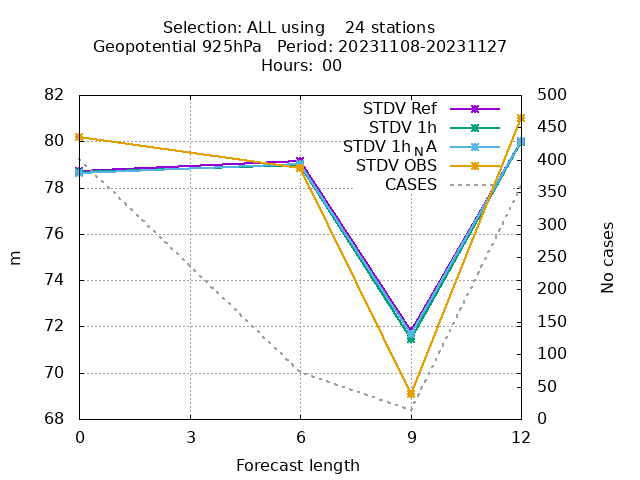 Selection: ALL using    24 stations
Geopotential 925hPa   Period: 20231108-20231127
Hours: 00
STDV Ref
STDV 1h
STDV 1h_N A
STDV OBS
CASES
82
80
78
76
74
72
70
68
m
500
450
400
350
300
250
200
150
100
50
0
No cases
0
3
6
9
12
Forecast length